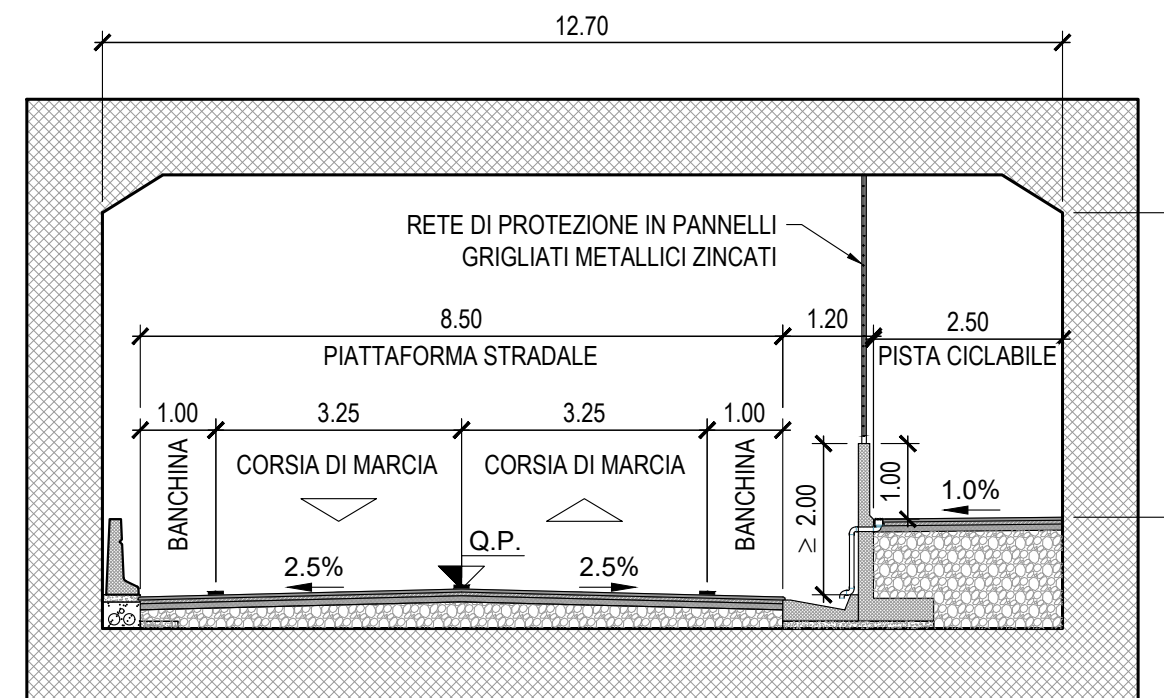 12.70
RETE DI PROTEZIONE IN PANNELLI
GRIGLIATI METALLICI ZINCATI
8.50
1.20
2.50
PIATTAFORMA STRADALE
PISTA CICLABILE
1.00
3.25
3.25
1.00
BANCHINA
CORSIA DI MARCIA
CORSIA DI MARCIA
BANCHINA
≥ 2.00
1.00
1.0%
Q.P.
2.5%
2.5%